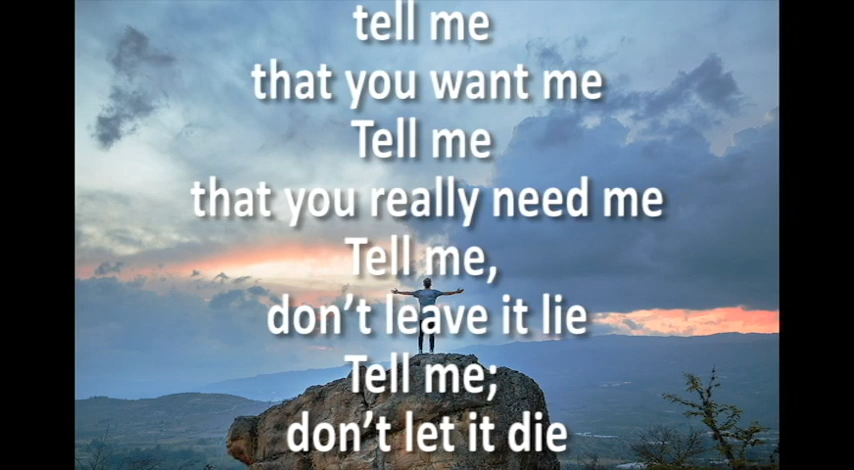 tell me
that you want me
Tell me
that you really need me
Tell me,
don’t leave it lie
Tell me;
don’t let it die